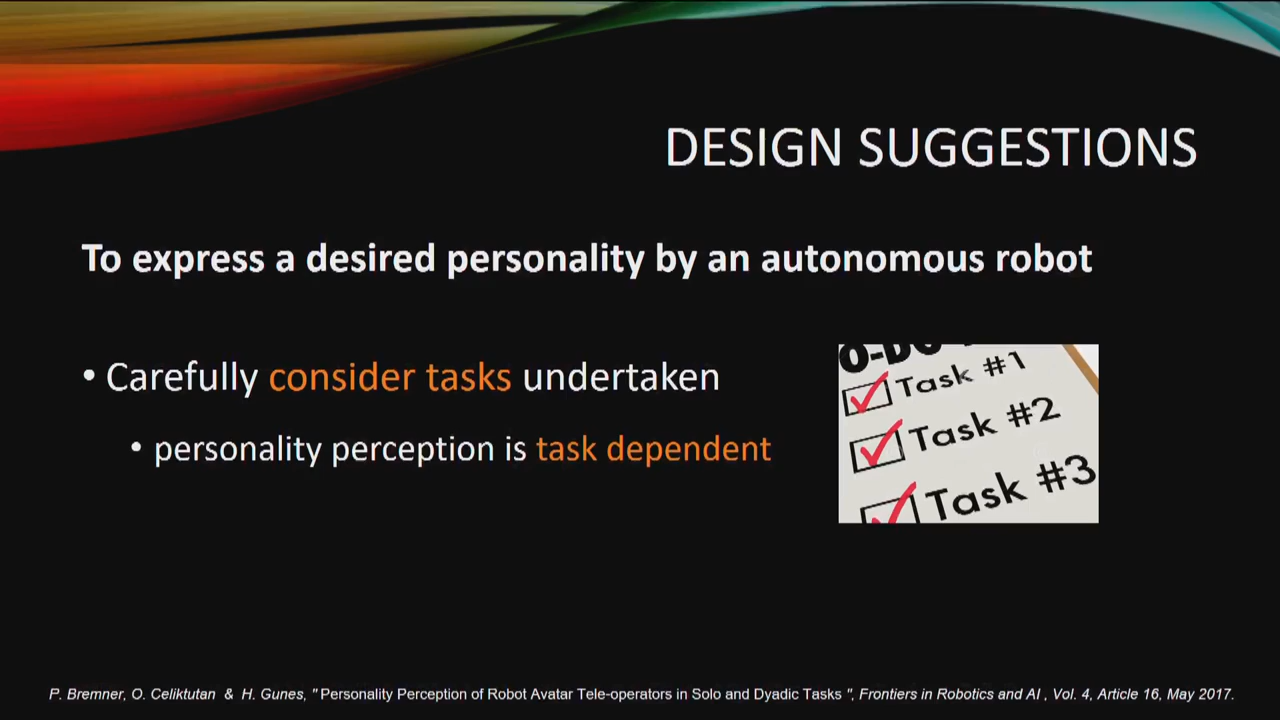 DESIGN SUGGESTIONS
To express a desired personality by an autonomous robot
• Carefully consider tasks undertaken
• personality perception is task dependent
O-DO
Task #1
Task #2
Task #3
P. Bremner, O. Celiktutan & H. Gunes, "Personality Perception of Robot Avatar Tele-operators in Solo and Dyadic Tasks ", Frontiers in Robotics and AI , Vol. 4, Article 16, May 2017.